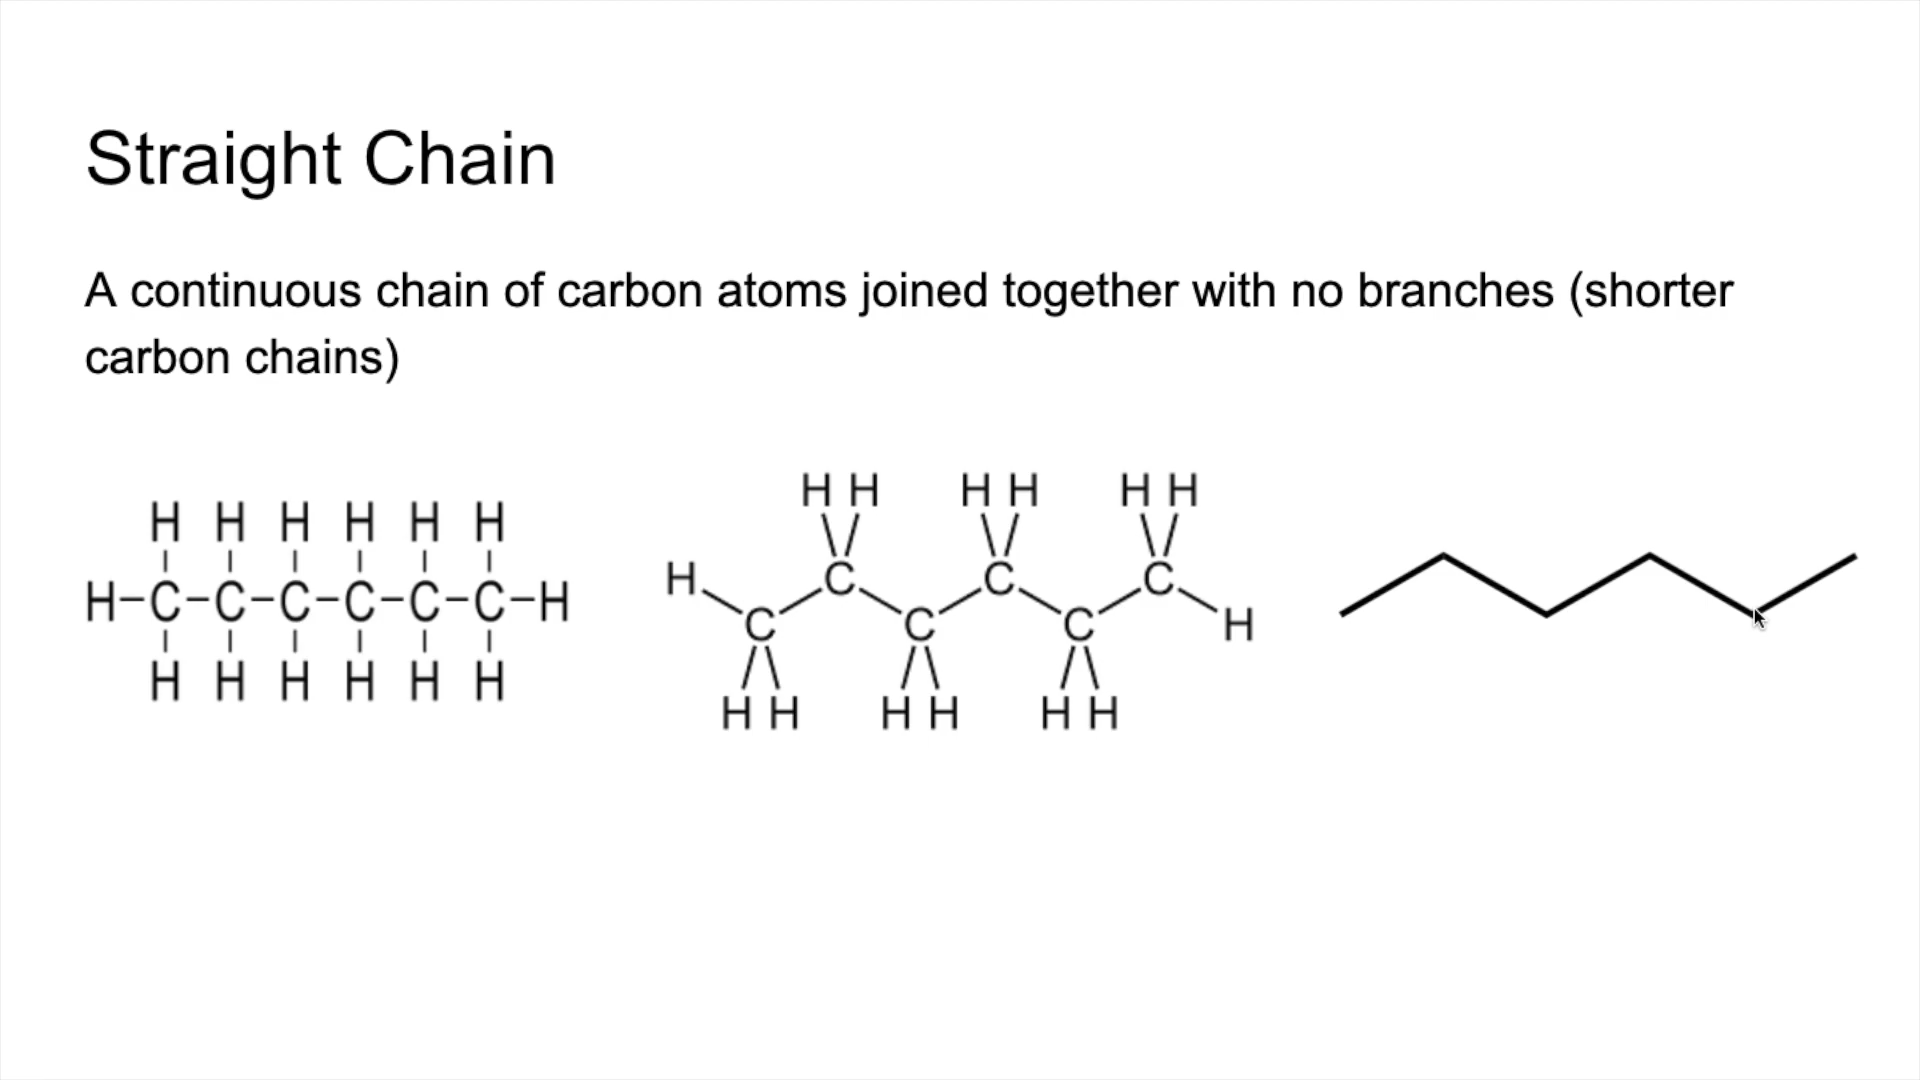 Straight Chain
A continuous chain of carbon atoms joined together with no branches (shorter
carbon chains)
H H H H H H
H-C-C-C-C-C-C-H
H H H H H H
H H H H H H
H C C C
C C C H
H H H H H H